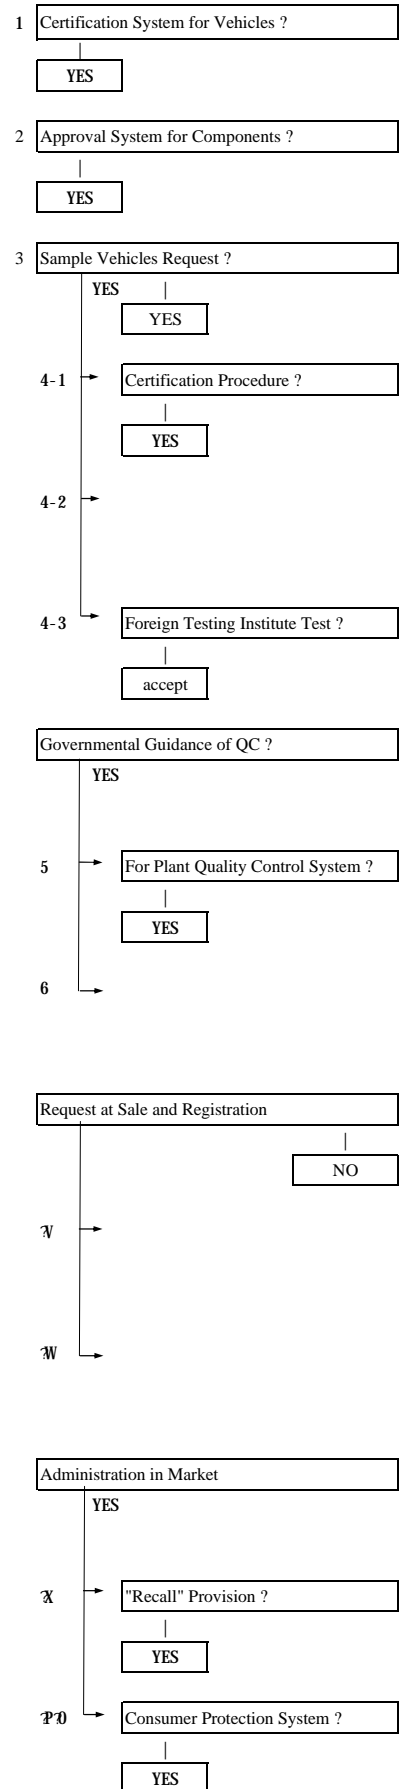 1 Certification System for Vehicles ?
YES
2 Approval System for Components ?
YES
3 Sample Vehicles Request ?
YES
YES
4-1 Certification Procedure ?
YES
4-2
4-3 Foreign Testing Institute Test ?
accept
Governmental Guidance of QC ?
YES
5 For Plant Quality Control System ?
YES
6
Request at Sale and Registration
NO
?V
?W
Administration in Market
YES
?X "Recall" Provision ?
YES
?P?0 Consumer Protection System ?
YES